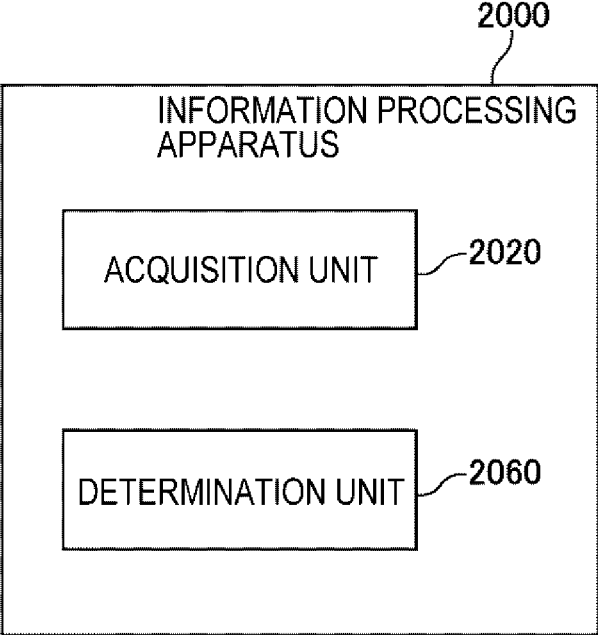 2000
INFORMATION PROCESSING
APPARATUS
ACQUISITION UNIT
2020
DETERMINATION UNIT
2060